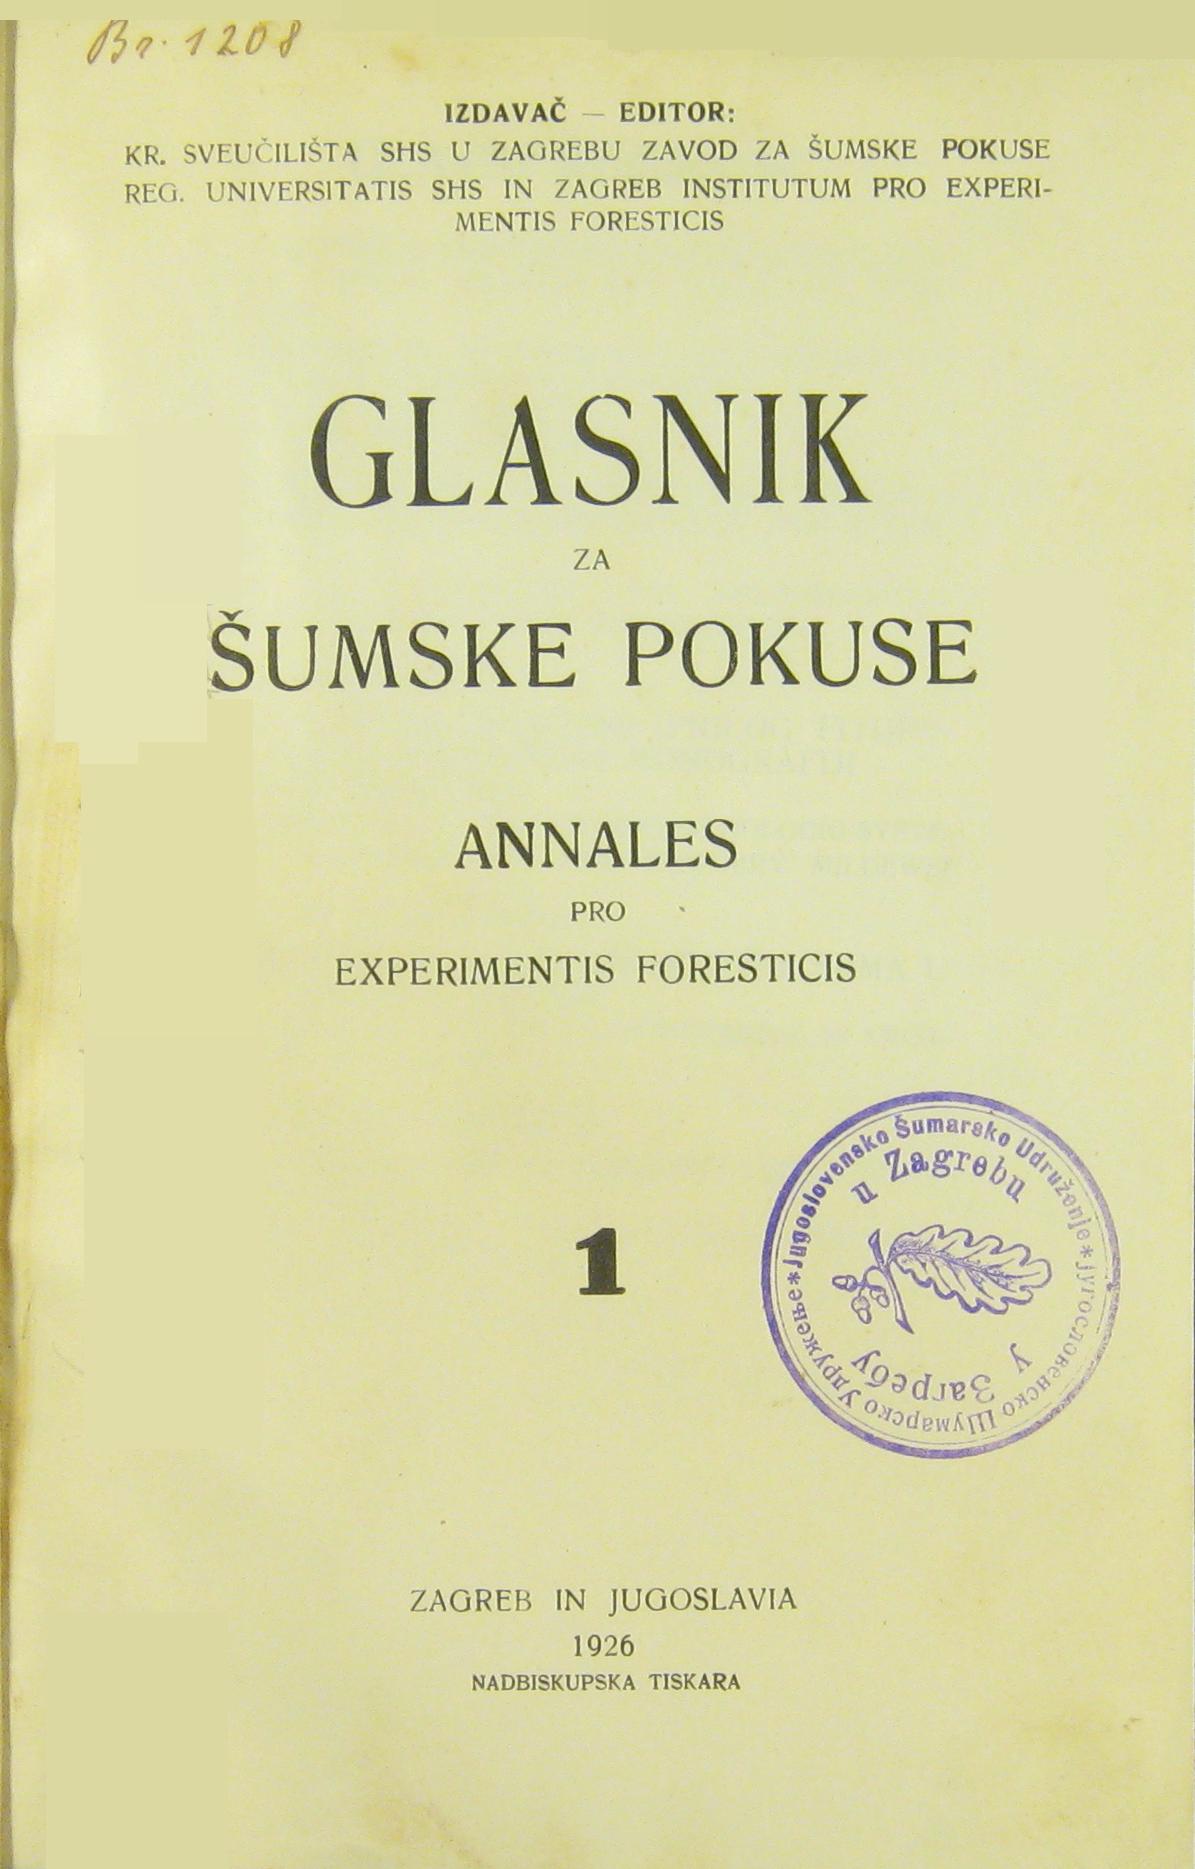 Br. 1208
IZDAVAČ — EDITOR:
KR. SVEUČILIŠTA SHS U ZAGREBU ZAVOD ZA ŠUMSKE POKUSE
REG. UNIVERSITATIS SHS IN ZAGREB INSTITUTUM PRO EXPERI-
MENTIS FORESTICIS
GLASNIK
ZA
ŠUMSKE POKUSE
ANNALES
PRO
EXPERIMENTIS FORESTICIS
1
Jugoslovensko Šumarsko Udruženje
u Zagrebu
Југословенско Шумарско Удружење
у Загребу
ZAGREB IN JUGOSLAVIA
1926
NADBISKUPSKA TISKARA